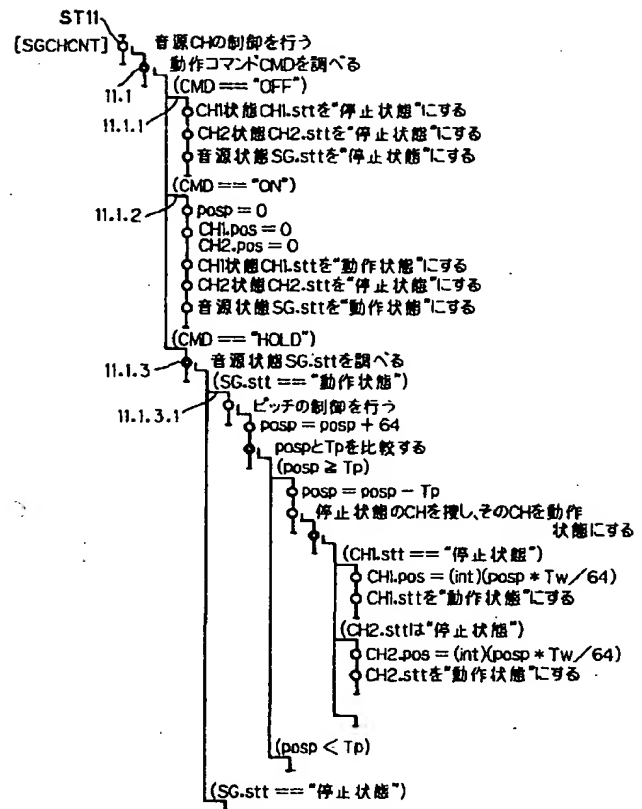 ST11
[SGCHCNT] 音源CHの制御を行う
11.1 動作コマンドCMDを調べる
(CMD == "OFF")
11.1.1 CH1状態CH1.sttを"停止状態"にする
CH2状態CH2.sttを"停止状態"にする
音源状態SG.sttを"停止状態"にする
(CMD == "ON")
11.1.2 posp = 0
CH1.pos = 0
CH2.pos = 0
CH1状態CH1.sttを"動作状態"にする
CH2状態CH2.sttを"停止状態"にする
音源状態SG.sttを"動作状態"にする
(CMD == "HOLD")
11.1.3 音源状態SG.sttを調べる
(SG.stt == "動作状態")
11.1.3.1 ピッチの制御を行う
posp = posp + 64
pospとTpを比較する
(posp ≧ Tp)
posp = posp − Tp
停止状態のCHを捜し、そのCHを動作
状態にする
(CH1.stt == "停止状態")
CH1.pos = (int)(posp * Tw/64)
CH1.sttを"動作状態"にする
(CH2.sttは"停止状態")
CH2.pos = (int)(posp * Tw/64)
CH2.sttを"動作状態"にする
(posp < Tp)
(SG.stt == "停止状態")